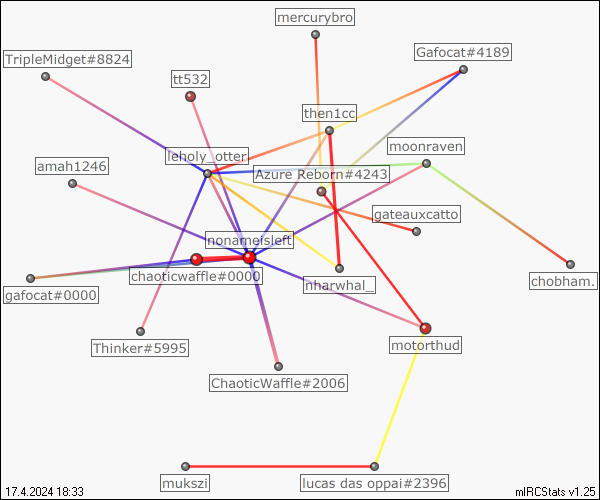 mercurybro
TripleMidget#8824
Gafocat#4189
tt532
then1cc
moonraven
leholy_otter
amah1246
Azure Reborn#4243
gateauxcatto
nonameisleft
chaoticwaffle#0000
nharwhal_
chobham.
gafocat#0000
Thinker#5995
motorthud
ChaoticWaffle#2006
mukszi
lucas das oppai#2396
17.4.2024 18:33
mIRCStats v1.25